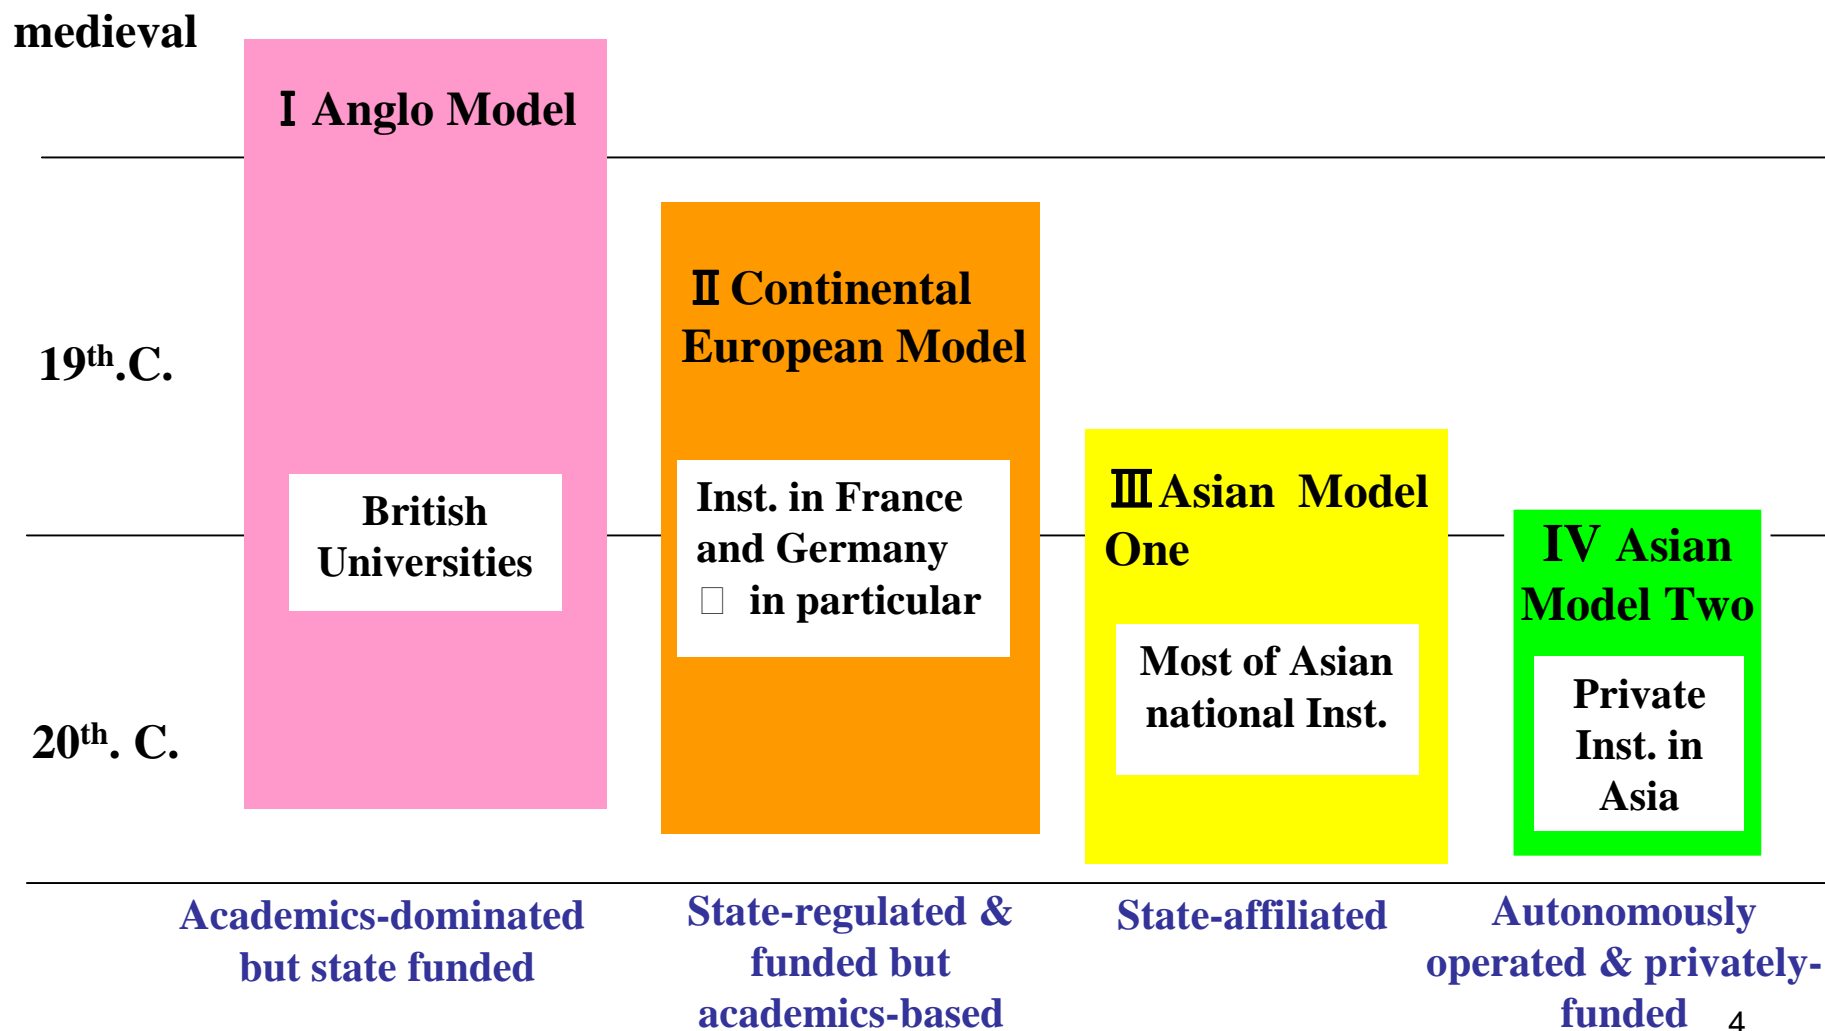 medieval
Ⅰ Anglo Model
Ⅱ Continental
European Model
19th.C.
British
Universities
Inst. in France
and Germany
□ in particular
Ⅲ Asian Model
One
Most of Asian
national Inst.
IV Asian
Model Two
Private
Inst. in
Asia
20th. C.
Academics-dominated
but state funded
State-regulated &
funded but
academics-based
State-affiliated
Autonomously
operated & privately-
funded
4